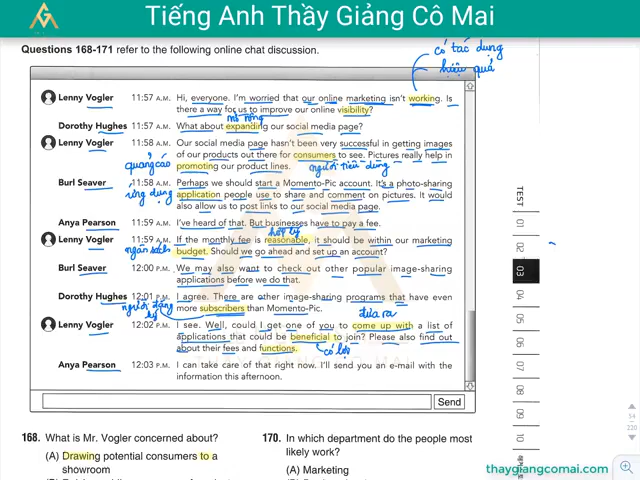 Tiếng Anh Thầy Giảng Cô Mai
Questions 168-171 refer to the following online chat discussion.
có tác dụng
hiệu quả
Lenny Vogler 11:57 A.M. Hi, everyone. I'm worried that our online marketing isn't working. Is
there a way for us to improve our online visibility?
mở rộng
Dorothy Hughes 11:57 A.M. What about expanding our social media page?
Lenny Vogler 11:58 A.M. Our social media page hasn't been very successful in getting images
of our products out there for consumers to see. Pictures really help in
quảng cáo
promoting our product lines.
người tiêu dùng
Burl Seaver 11:58 A.M. Perhaps we should start a Momento-Pic account. It's a photo-sharing
ứng dụng
application people use to share and comment on pictures. It would
also allow us to post links to our social media page.
Anya Pearson 11:59 A.M. I've heard of that. But businesses have to pay a fee.
hợp lý
Lenny Vogler 11:59 A.M. If the monthly fee is reasonable, it should be within our marketing
ngân sách
budget. Should we go ahead and set up an account?
Burl Seaver 12:00 P.M. We may also want to check out other popular image-sharing
applications before we do that.
Dorothy Hughes 12:01 P.M. I agree. There are other image-sharing programs that have even
người đăng ký
more subscribers than Momento-Pic.
đưa ra
Lenny Vogler 12:02 P.M. I see. Well, could I get one of you to come up with a list of
applications that could be beneficial to join? Please also find out
about their fees and functions.
có lợi
Anya Pearson 12:03 P.M. I can take care of that right now. I'll send you an e-mail with the
information this afternoon.
Send
168. What is Mr. Vogler concerned about?
(A) Drawing potential consumers to a
showroom
170. In which department do the people most
likely work?
(A) Marketing
TEST
01
02
03
04
05
06
07
08
09
10
54
220
thaygiangcomai.com